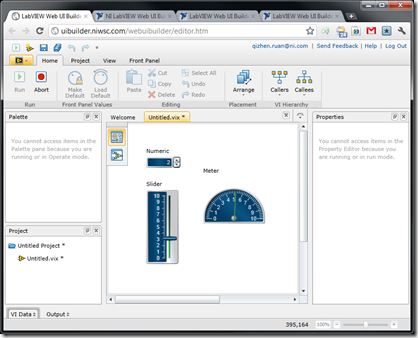 LabVIEW Web UI Builder
NI LabVIEW Web UI Builder
LabVIEW Web UI Builder
LabVIEW Web UI Builder
uibuilder.niwsc.com/webuibuilder/editor.htm
qizhen.ruan@ni.com | Send Feedback | Help | Log Out
Home Project View Front Panel
Run Abort
Make Default
Load Default
Paste
Cut
Copy
Delete
Select All
Undo
Redo
Arrange
Callers
Callees
Run
Front Panel Values
Editing
Placement
VI Hierarchy
Palette
You cannot access items in the Palette pane because you are running or in Operate mode.
Project
Untitled Project *
Untitled.vix *
Welcome
Untitled.vix *
Numeric
2
Slider
10
9
8
7
6
5
4
3
2
1
0
Meter
0 1 2 3 4 5 6 7 8 9 10
Properties
You cannot access items in the Property Editor because you are running or in run mode.
VI Data
Output
395,164
100%